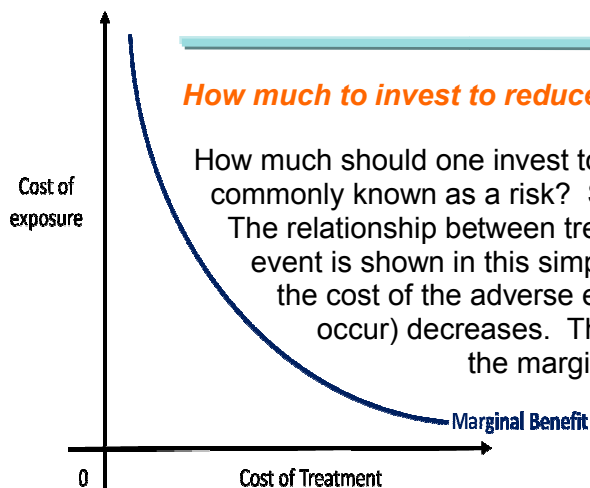 How much to invest to reduce
How much should one invest to
commonly known as a risk? S
The relationship between tre
event is shown in this simp
the cost of the adverse e
occur) decreases. Th
the margi
Cost of
exposure
Marginal Benefit
0
Cost of Treatment